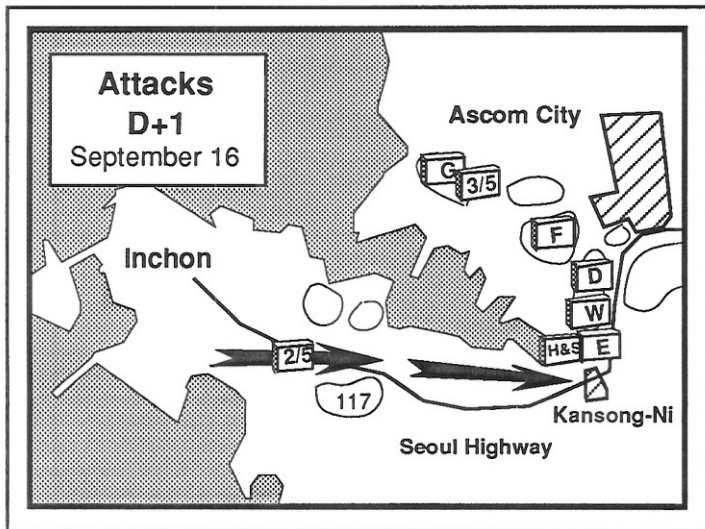 Attacks
D+1
September 16
Ascom City
G
3/5
F
Inchon
D
W
2/5
H&S
E
117
Kansong-Ni
Seoul Highway